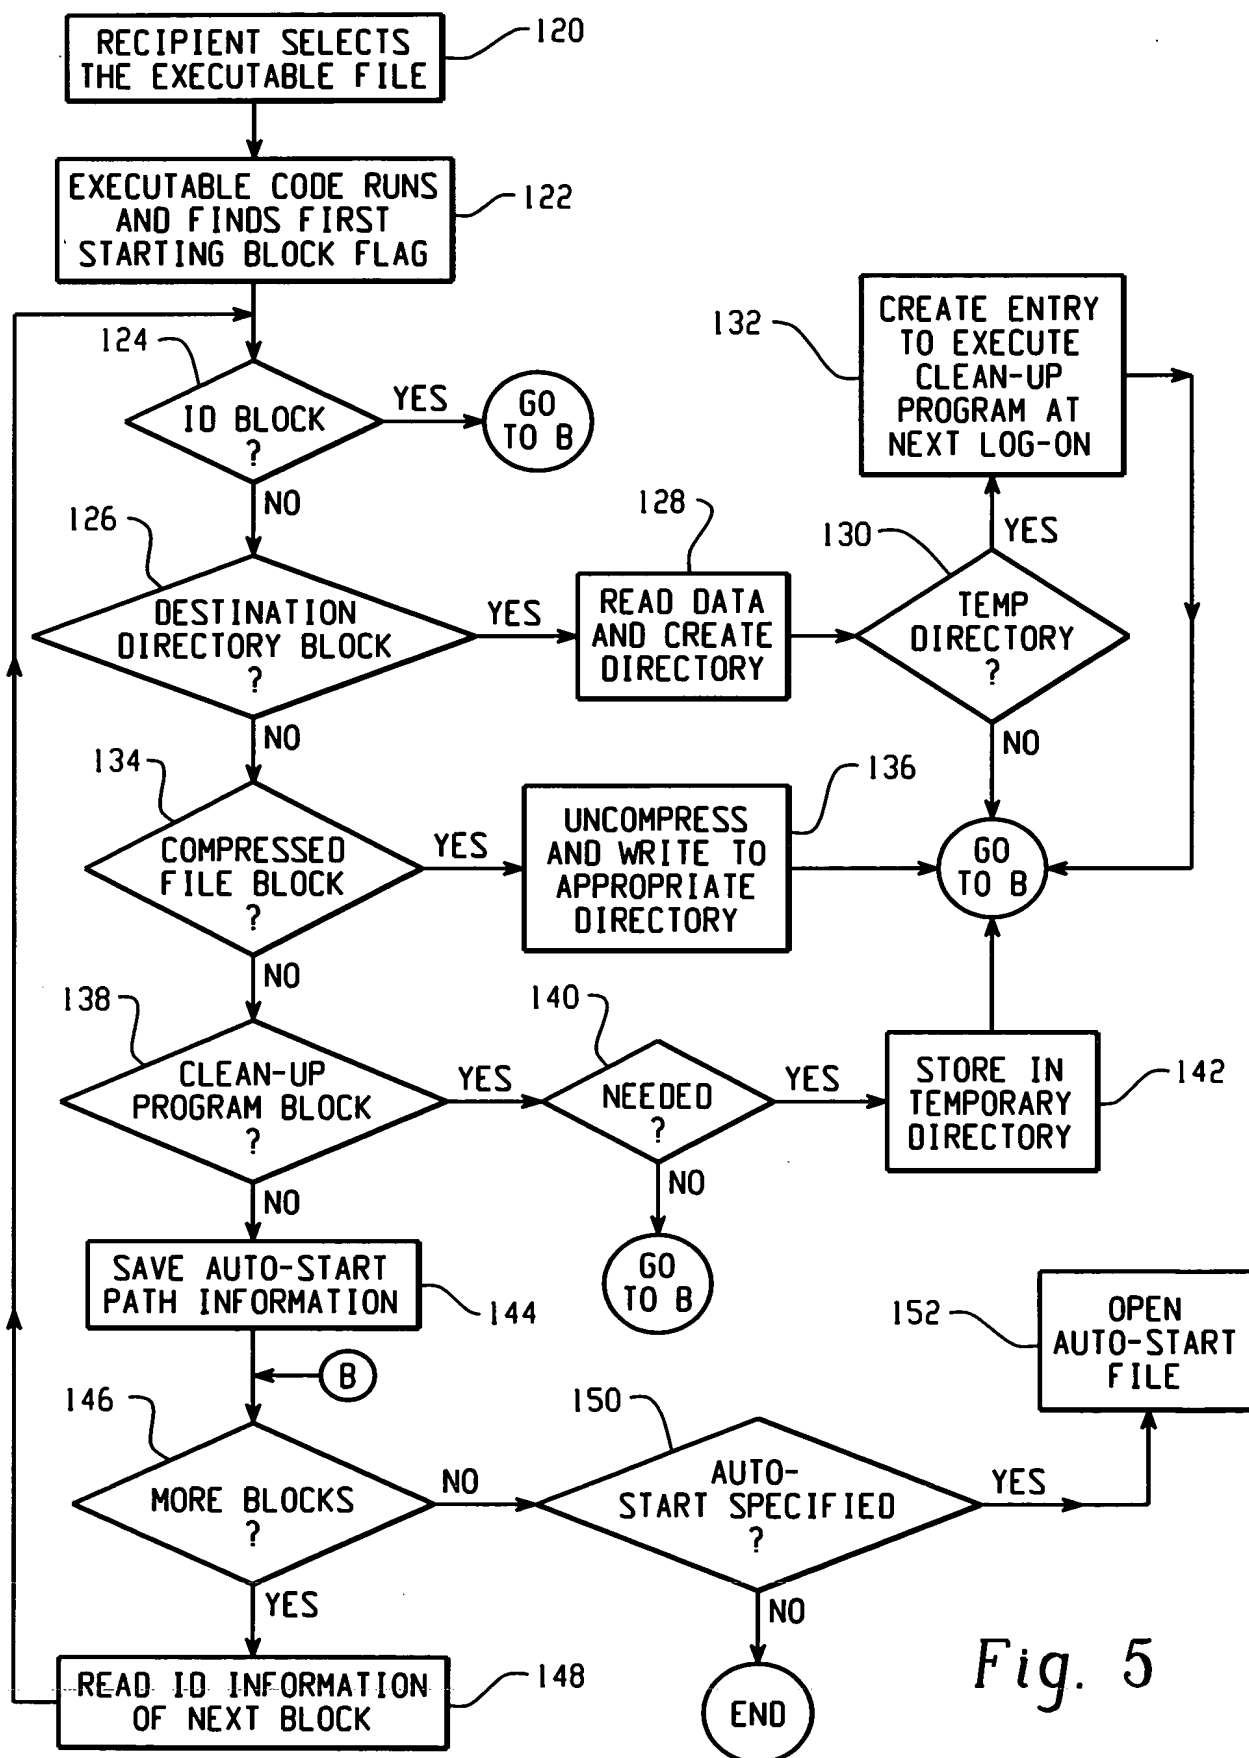 RECIPIENT SELECTS
THE EXECUTABLE FILE
120
EXECUTABLE CODE RUNS
AND FINDS FIRST
STARTING BLOCK FLAG
122
124
ID BLOCK
?
YES
GO
TO B
NO
132
CREATE ENTRY
TO EXECUTE
CLEAN-UP
PROGRAM AT
NEXT LOG-ON
126
DESTINATION
DIRECTORY BLOCK
?
YES
128
READ DATA
AND CREATE
DIRECTORY
130
YES
TEMP
DIRECTORY
?
NO
NO
134
COMPRESSED
FILE BLOCK
?
YES
136
UNCOMPRESS
AND WRITE TO
APPROPRIATE
DIRECTORY
GO
TO B
NO
138
CLEAN-UP
PROGRAM BLOCK
?
YES
140
NEEDED
?
YES
STORE IN
TEMPORARY
DIRECTORY
142
NO
GO
TO B
NO
SAVE AUTO-START
PATH INFORMATION
144
B
146
MORE BLOCKS
?
NO
150
AUTO-
START SPECIFIED
?
YES
152
OPEN
AUTO-START
FILE
YES
NO
READ ID INFORMATION
OF NEXT BLOCK
148
END
Fig. 5